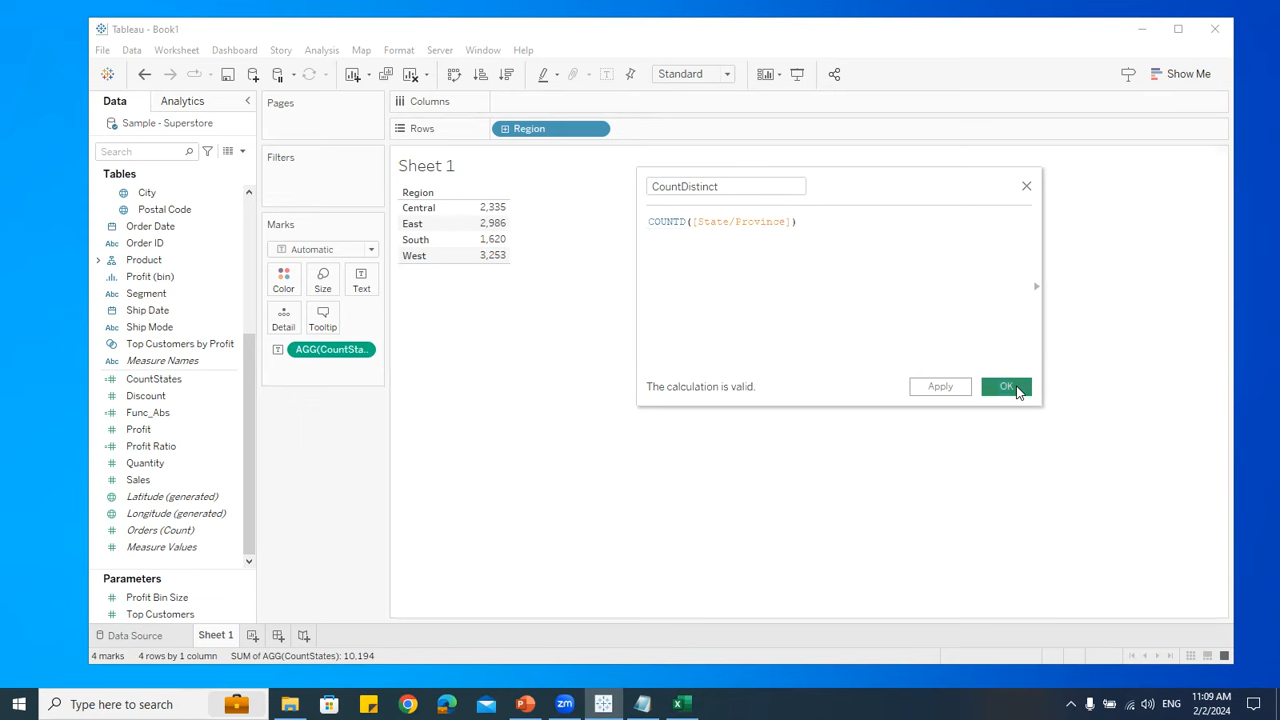 Tableau - Book1
File Data Worksheet Dashboard Story Analysis Map Format Server Window Help
Standard
Show Me
Data Analytics
Pages
Columns
Sample - Superstore
Rows
Region
Search
Filters
Tables
City
Postal Code
Order Date
Order ID
Product
Profit (bin)
Segment
Ship Date
Ship Mode
Top Customers by Profit
Measure Names
CountStates
Discount
Func_Abs
Profit
Profit Ratio
Quantity
Sales
Latitude (generated)
Longitude (generated)
Orders (Count)
Measure Values
Parameters
Profit Bin Size
Top Customers
Marks
Automatic
Color Size Text
Detail Tooltip
AGG(CountSta..
Sheet 1
Region
Central 2,335
East 2,986
South 1,620
West 3,253
CountDistinct
COUNTD([State/Province])
The calculation is valid.
Apply
OK
Data Source
Sheet 1
4 marks 4 rows by 1 column SUM of AGG(CountStates): 10,194
Type here to search
ENG
11:09 AM
2/2/2024